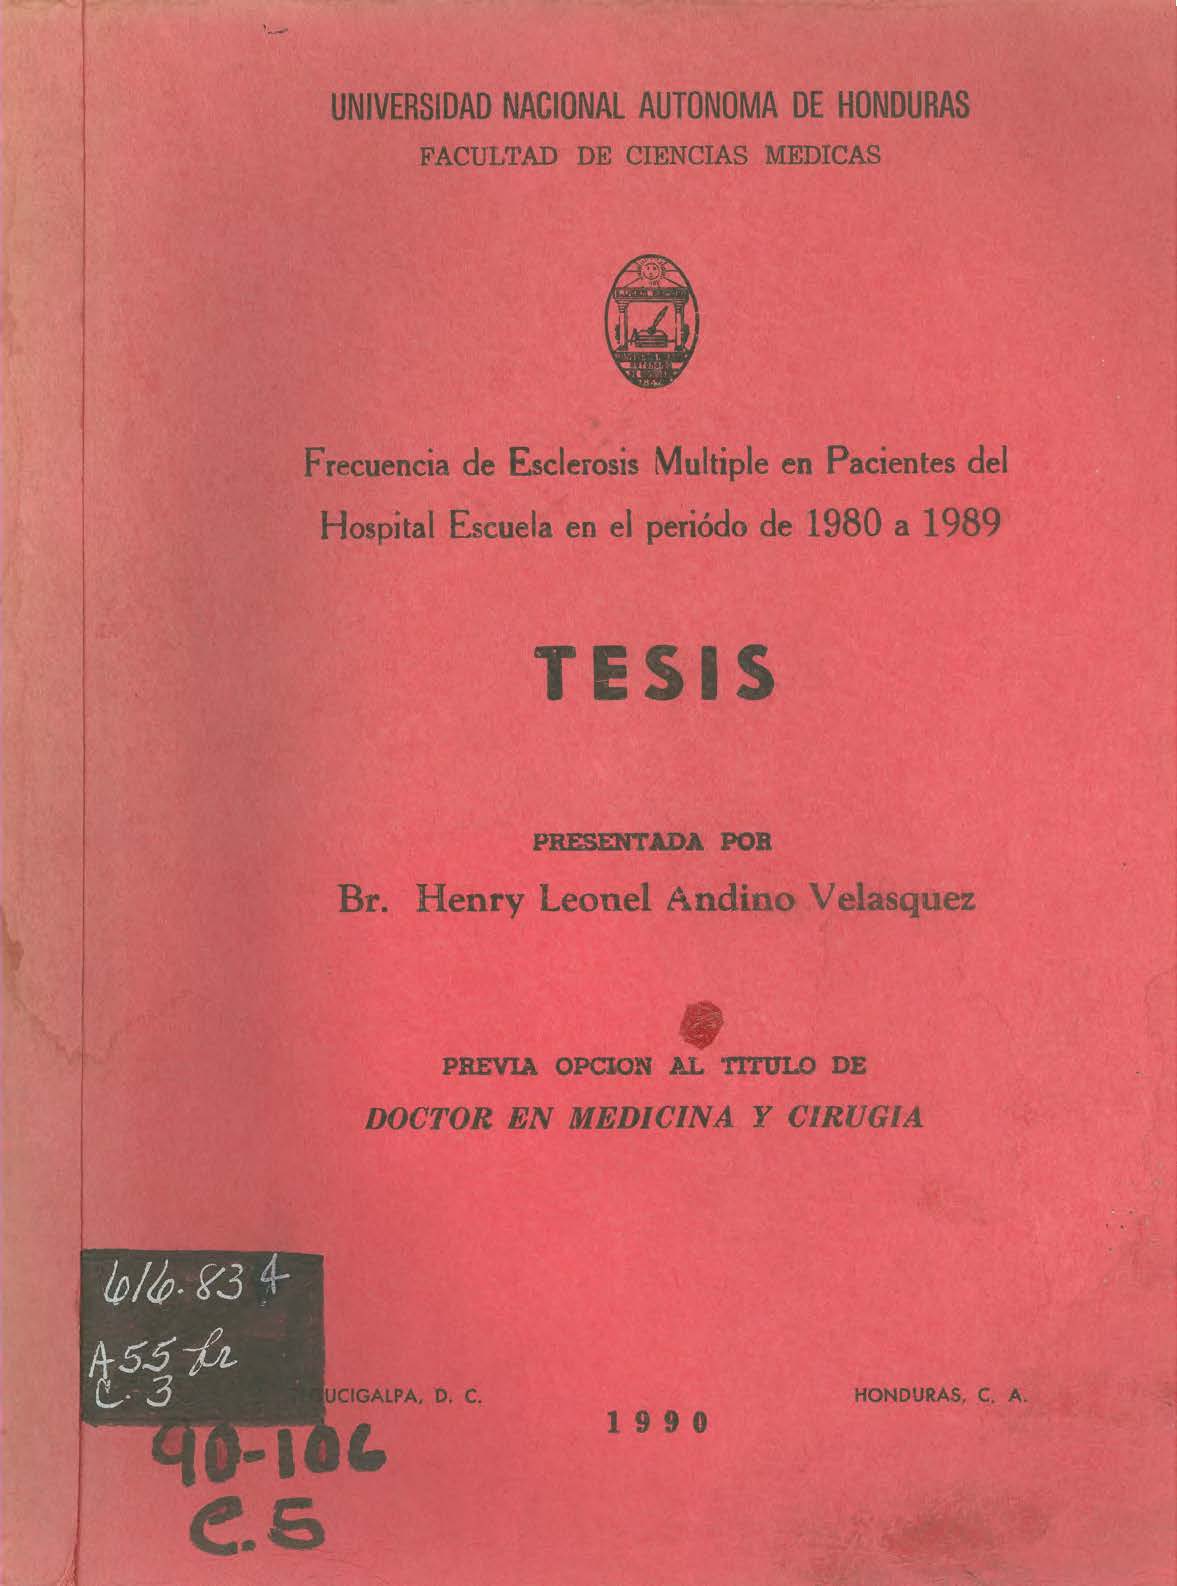 UNIVERSIDAD NACIONAL AUTONOMA DE HONDURAS
FACULTAD DE CIENCIAS MEDICAS
Frecuencia de Esclerosis Multiple en Pacientes del
Hospital Escuela en el periódo de 1980 a 1989
TESIS
PRESENTADA POR
Br. Henry Leonel Andino Velasquez
PREVIA OPCION AL TITULO DE
DOCTOR EN MEDICINA Y CIRUGIA
616.834
A55fr
C. 3
UCIGALPA, D. C.
HONDURAS, C. A.
1990
90-106
C.5